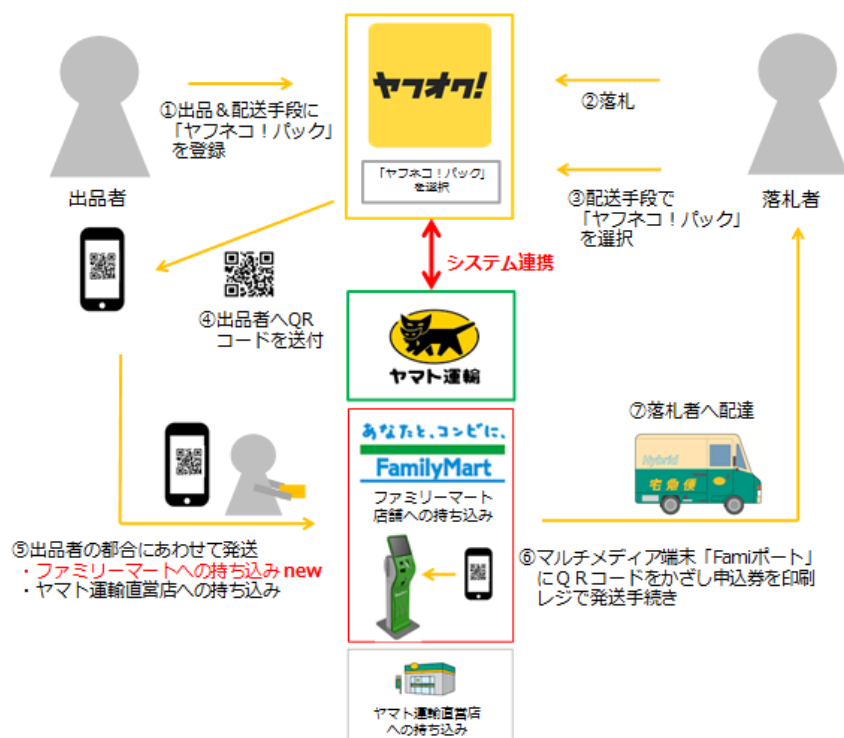 ヤフオク!
①出品＆配送手段に
「ヤフネコ！パック」
を登録
②落札
「ヤフネコ！パック」
を選択
出品者
③配送手段で
「ヤフネコ！パック」
を選択
落札者
システム連携
④出品者へQR
コードを送付
ヤマト運輸
⑦落札者へ配達
あなたと、コンビに、
FamilyMart
Hybrid
宅急便
ファミリーマート
店舗への持ち込み
⑤出品者の都合にあわせて発送
・ファミリーマートへの持ち込み new
・ヤマト運輸直営店への持ち込み
⑥マルチメディア端末「Famiポート」
にＱＲコードをかざし申込券を印刷
レジで発送手続き
ヤマト運輸直営店
への持ち込み